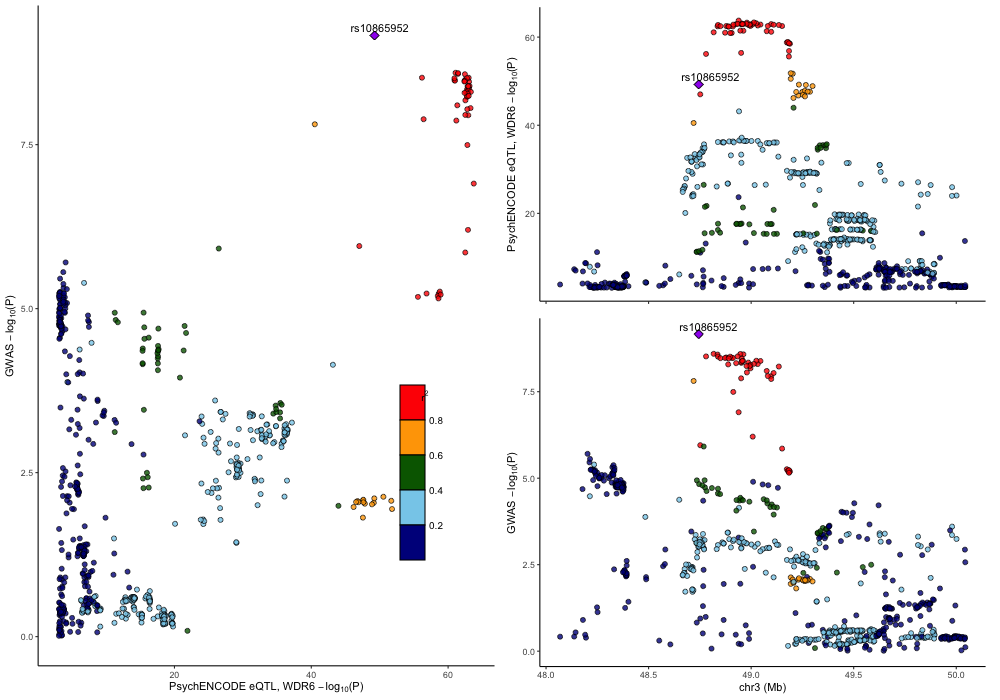 rs10865952
7.5
5.0
2.5
0.0
GWAS −log10(P)
20
40
60
PsychENCODE eQTL, WDR6 −log10(P)
r2
0.8
0.6
0.4
0.2
rs10865952
60
40
20
PsychENCODE eQTL, WDR6 −log10(P)
rs10865952
7.5
5.0
2.5
0.0
GWAS −log10(P)
48.0
48.5
49.0
49.5
50.0
chr3 (Mb)